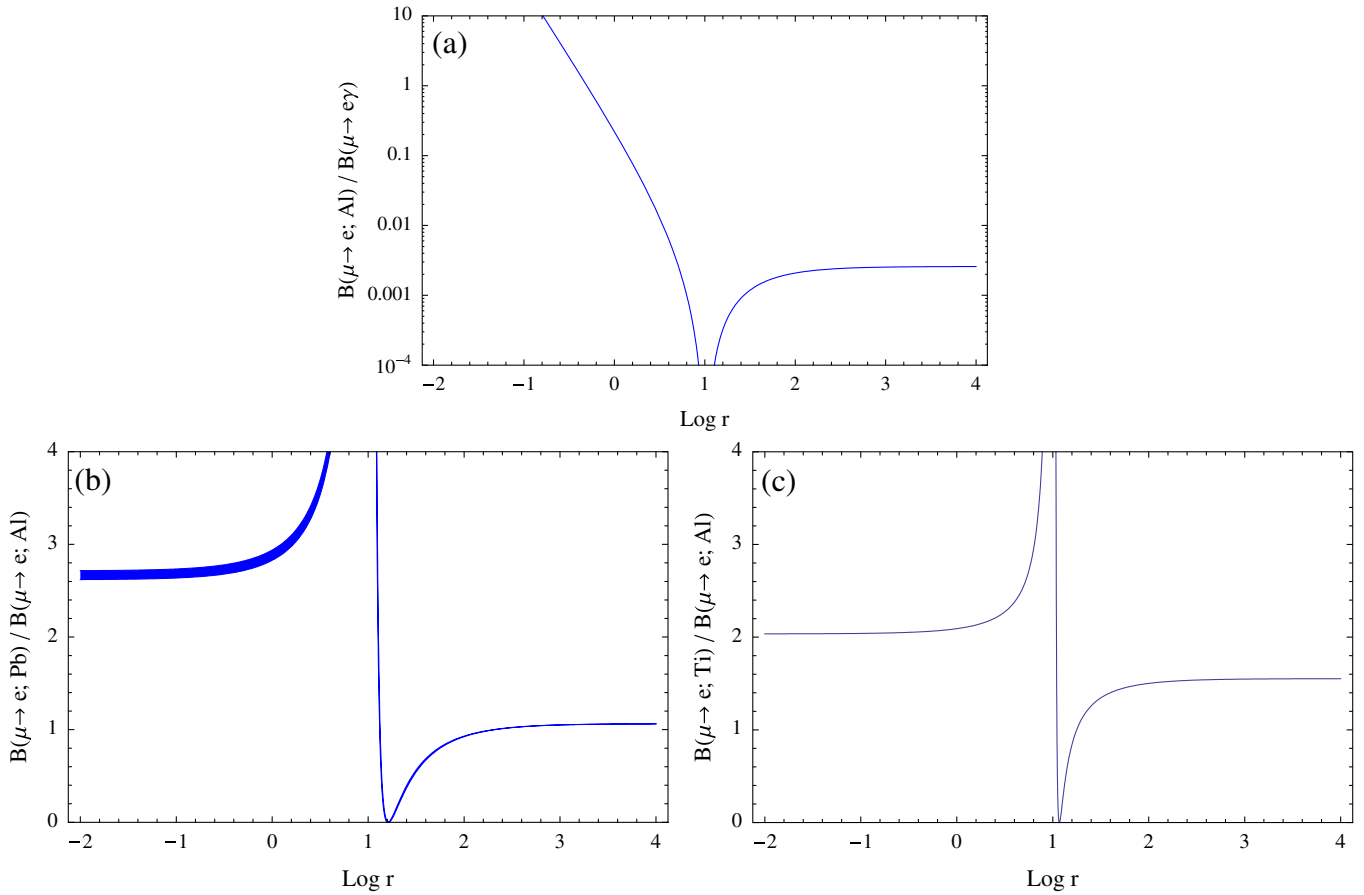 (a)
B(μ→ e; Al) / B(μ→ eγ)
10
1
0.1
0.01
0.001
10⁻⁴
−2 −1 0 1 2 3 4
Log r
(b)
B(μ→ e; Pb) / B(μ→ e; Al)
4
3
2
1
0
−2 −1 0 1 2 3 4
Log r
(c)
B(μ→ e; Ti) / B(μ→ e; Al)
4
3
2
1
0
−2 −1 0 1 2 3 4
Log r